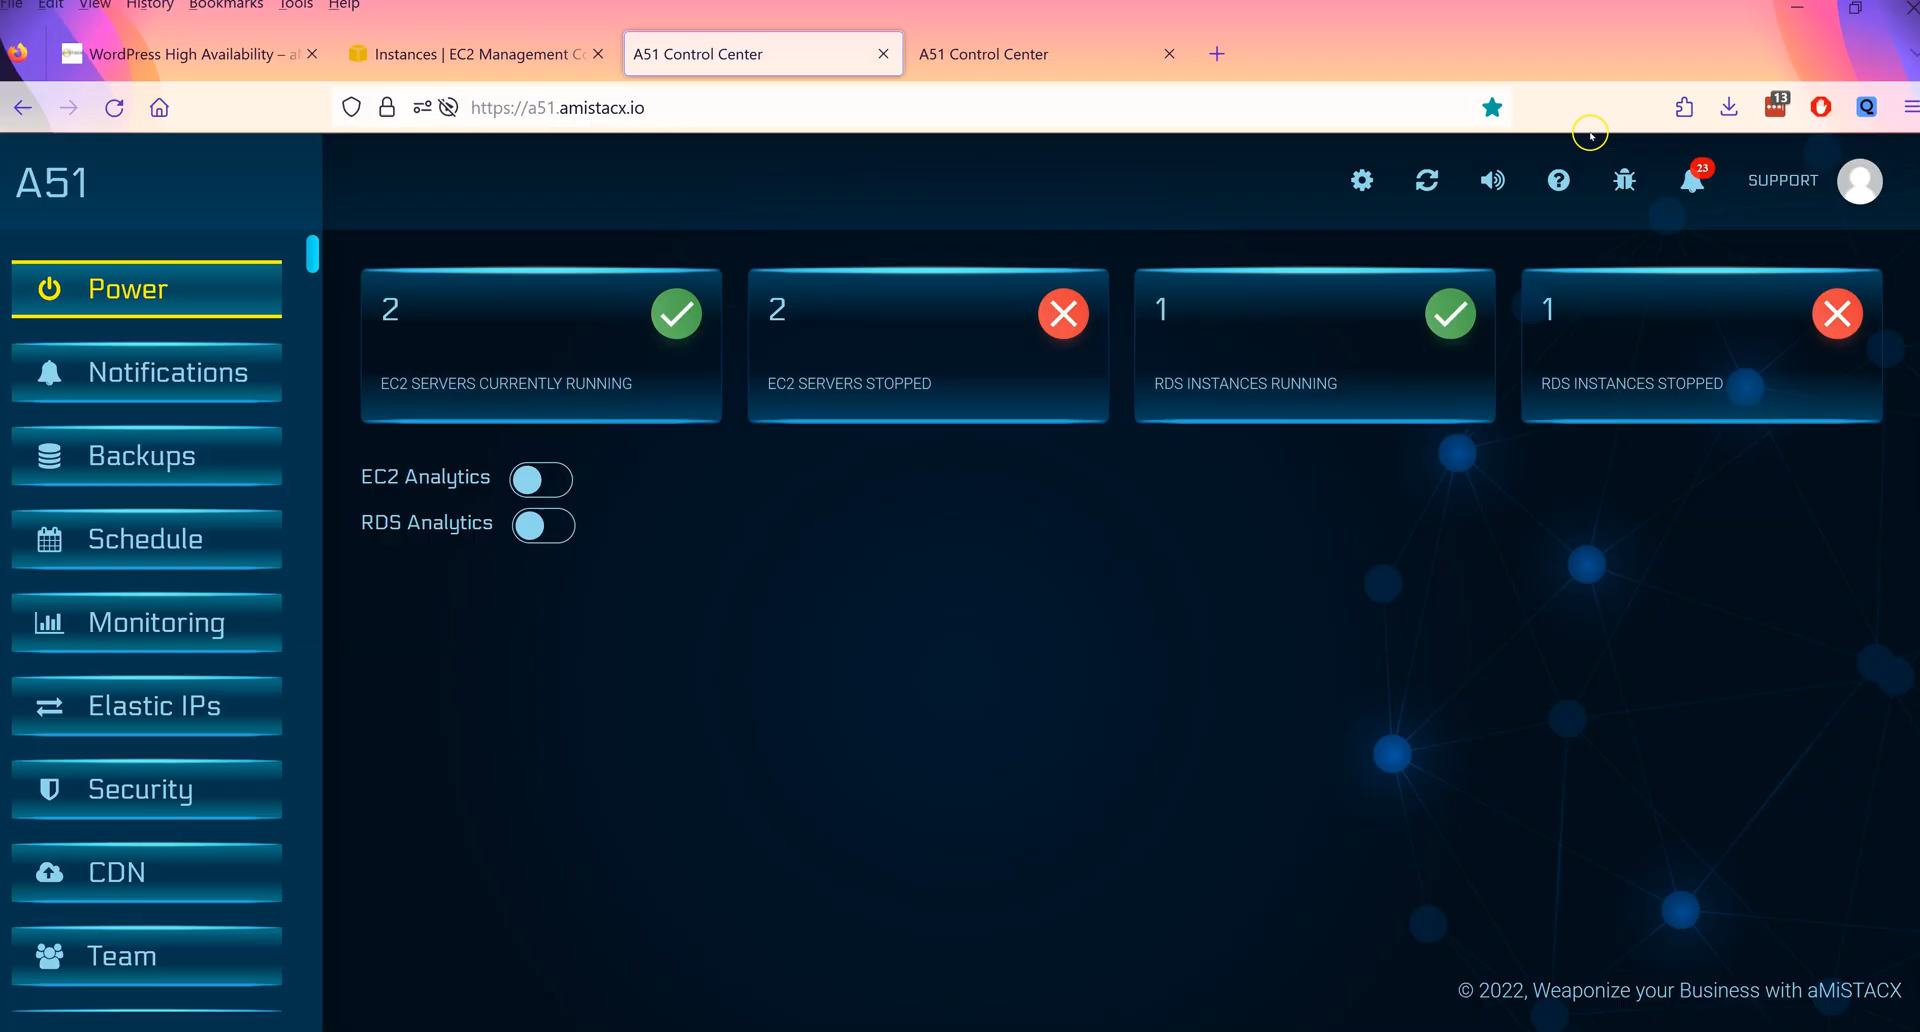 File Edit View History Bookmarks Tools Help
WordPress High Availability – a
Instances | EC2 Management Co
A51 Control Center
A51 Control Center
https://a51.amistacx.io
13
A51
23
SUPPORT
Power
Notifications
Backups
Schedule
Monitoring
Elastic IPs
Security
CDN
Team
2
EC2 SERVERS CURRENTLY RUNNING
2
EC2 SERVERS STOPPED
1
RDS INSTANCES RUNNING
1
RDS INSTANCES STOPPED
EC2 Analytics
RDS Analytics
© 2022, Weaponize your Business with aMiSTACX